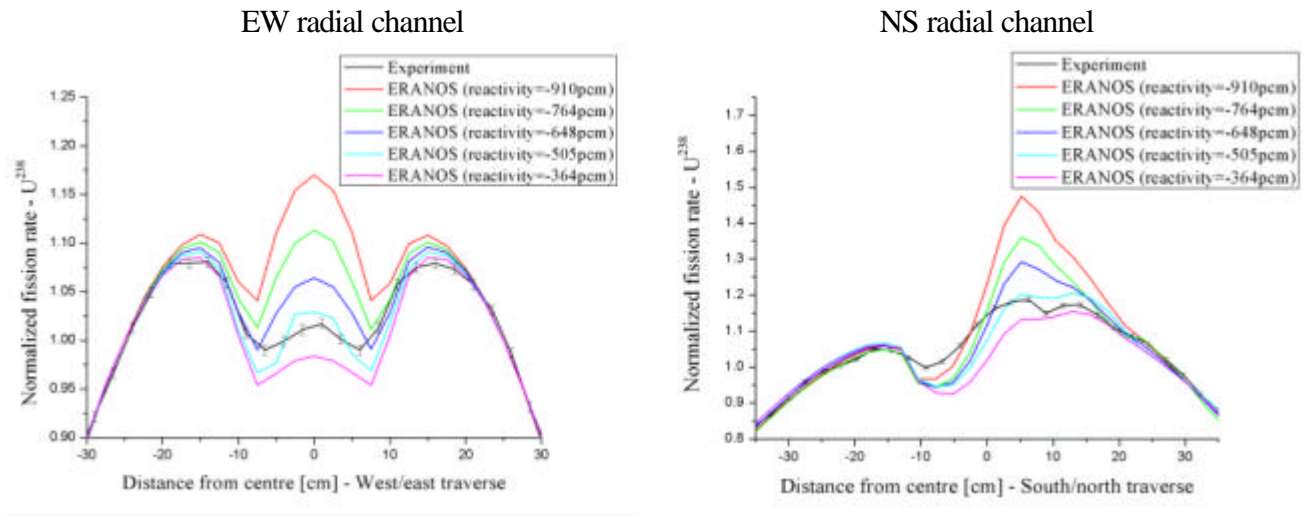 EW radial channel
Experiment
ERANOS (reactivity=-910pcm)
ERANOS (reactivity=-764pcm)
ERANOS (reactivity=-648pcm)
ERANOS (reactivity=-505pcm)
ERANOS (reactivity=-364pcm)
Normalized fission rate - U238
1.25
1.20
1.15
1.10
1.05
1.00
0.95
0.90
-30 -20 -10 0 10 20 30
Distance from centre [cm] - West/east traverse
NS radial channel
Experiment
ERANOS (reactivity=-910pcm)
ERANOS (reactivity=-764pcm)
ERANOS (reactivity=-648pcm)
ERANOS (reactivity=-505pcm)
ERANOS (reactivity=-364pcm)
Normalized fission rate - U238
1.7
1.6
1.5
1.4
1.3
1.2
1.1
1.0
0.9
0.8
-30 -20 -10 0 10 20 30
Distance from centre [cm] - South/north traverse